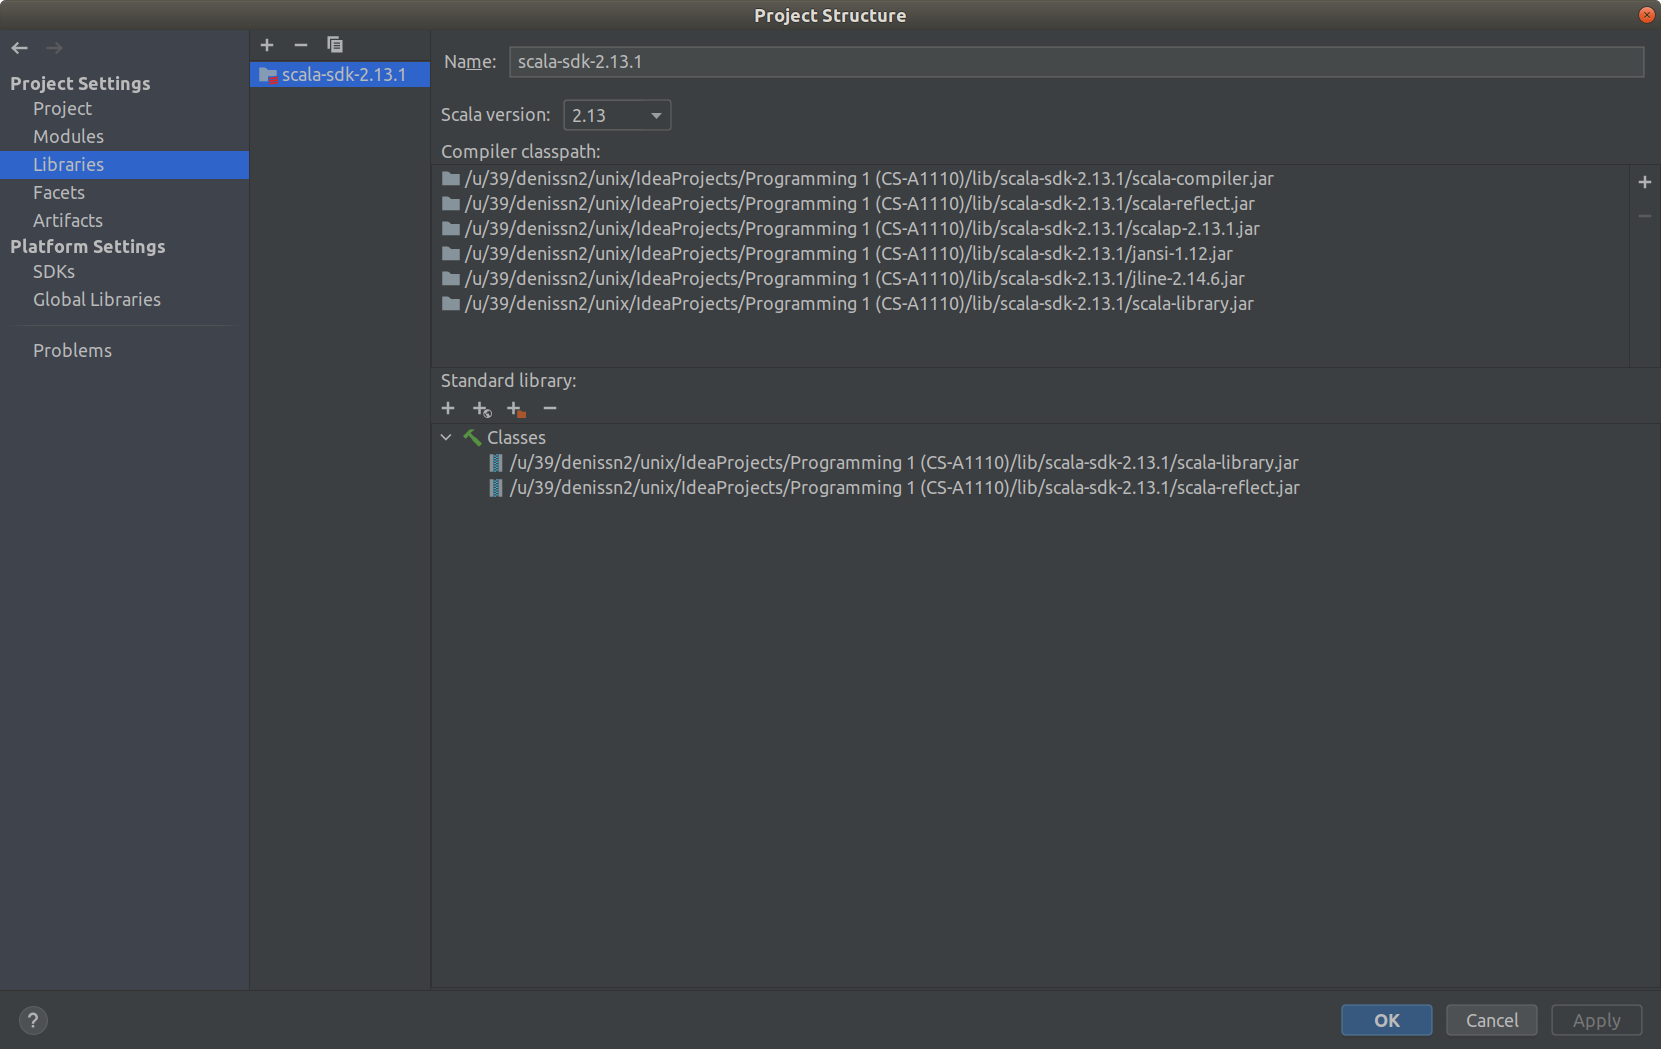 Project Structure
Project Settings
Project
Modules
Libraries
Facets
Artifacts
Platform Settings
SDKs
Global Libraries
Problems
scala-sdk-2.13.1
Name: scala-sdk-2.13.1
Scala version: 2.13
Compiler classpath:
/u/39/denissn2/unix/IdeaProjects/Programming 1 (CS-A1110)/lib/scala-sdk-2.13.1/scala-compiler.jar
/u/39/denissn2/unix/IdeaProjects/Programming 1 (CS-A1110)/lib/scala-sdk-2.13.1/scala-reflect.jar
/u/39/denissn2/unix/IdeaProjects/Programming 1 (CS-A1110)/lib/scala-sdk-2.13.1/scalap-2.13.1.jar
/u/39/denissn2/unix/IdeaProjects/Programming 1 (CS-A1110)/lib/scala-sdk-2.13.1/jansi-1.12.jar
/u/39/denissn2/unix/IdeaProjects/Programming 1 (CS-A1110)/lib/scala-sdk-2.13.1/jline-2.14.6.jar
/u/39/denissn2/unix/IdeaProjects/Programming 1 (CS-A1110)/lib/scala-sdk-2.13.1/scala-library.jar
Standard library:
Classes
/u/39/denissn2/unix/IdeaProjects/Programming 1 (CS-A1110)/lib/scala-sdk-2.13.1/scala-library.jar
/u/39/denissn2/unix/IdeaProjects/Programming 1 (CS-A1110)/lib/scala-sdk-2.13.1/scala-reflect.jar
? OK Cancel Apply